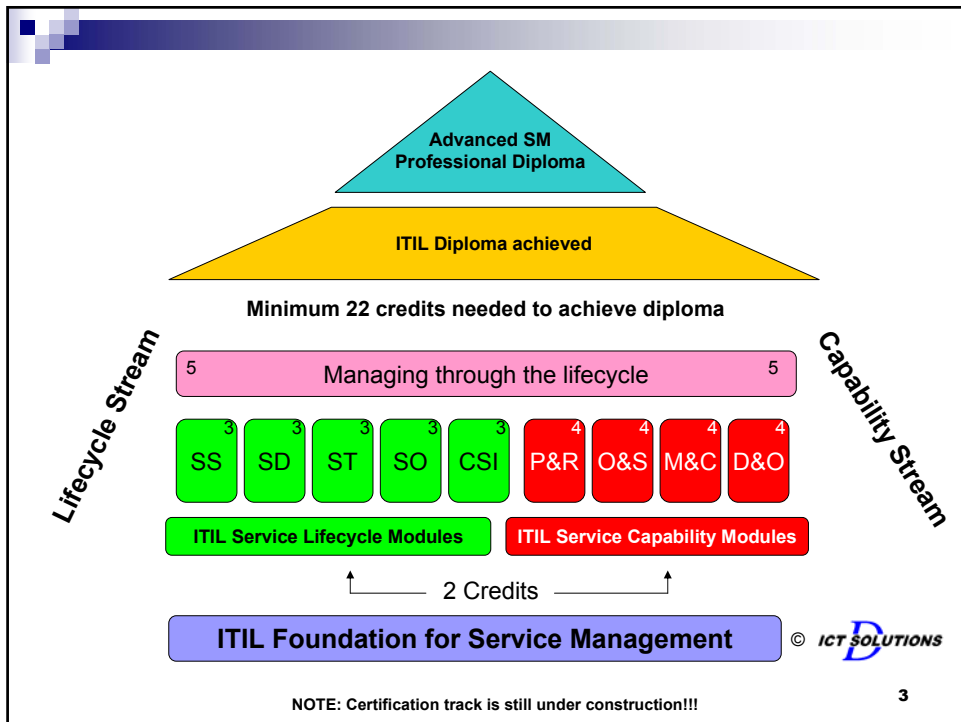 Advanced SM
Professional Diploma
ITIL Diploma achieved
Minimum 22 credits needed to achieve diploma
Lifecycle Stream
Capability Stream
5 Managing through the lifecycle 5
3 3 3 3 3 4 4 4 4
SS SD ST SO CSI P&R O&S M&C D&O
ITIL Service Lifecycle Modules ITIL Service Capability Modules
2 Credits
ITIL Foundation for Service Management © D ICT SOLUTIONS
NOTE: Certification track is still under construction!!! 3